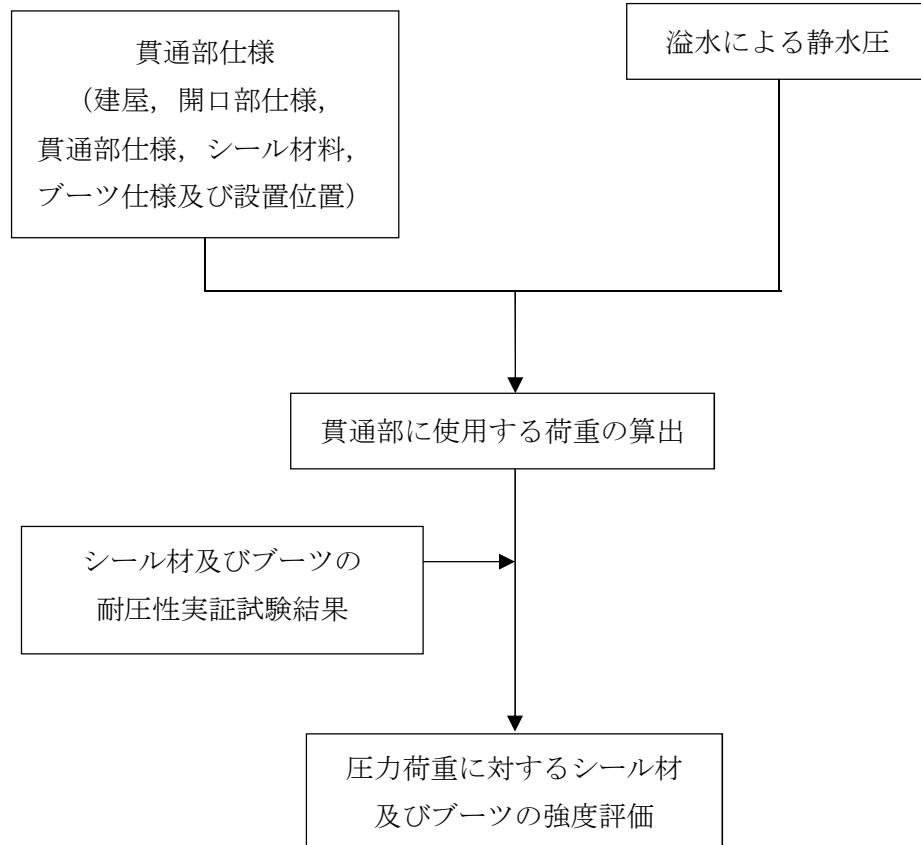 貫通部仕様
（建屋，開口部仕様，
貫通部仕様，シール材料，
ブーツ仕様及び設置位置）
溢水による静水圧
貫通部に使用する荷重の算出
シール材及びブーツの
耐圧性実証試験結果
圧力荷重に対するシール材
及びブーツの強度評価